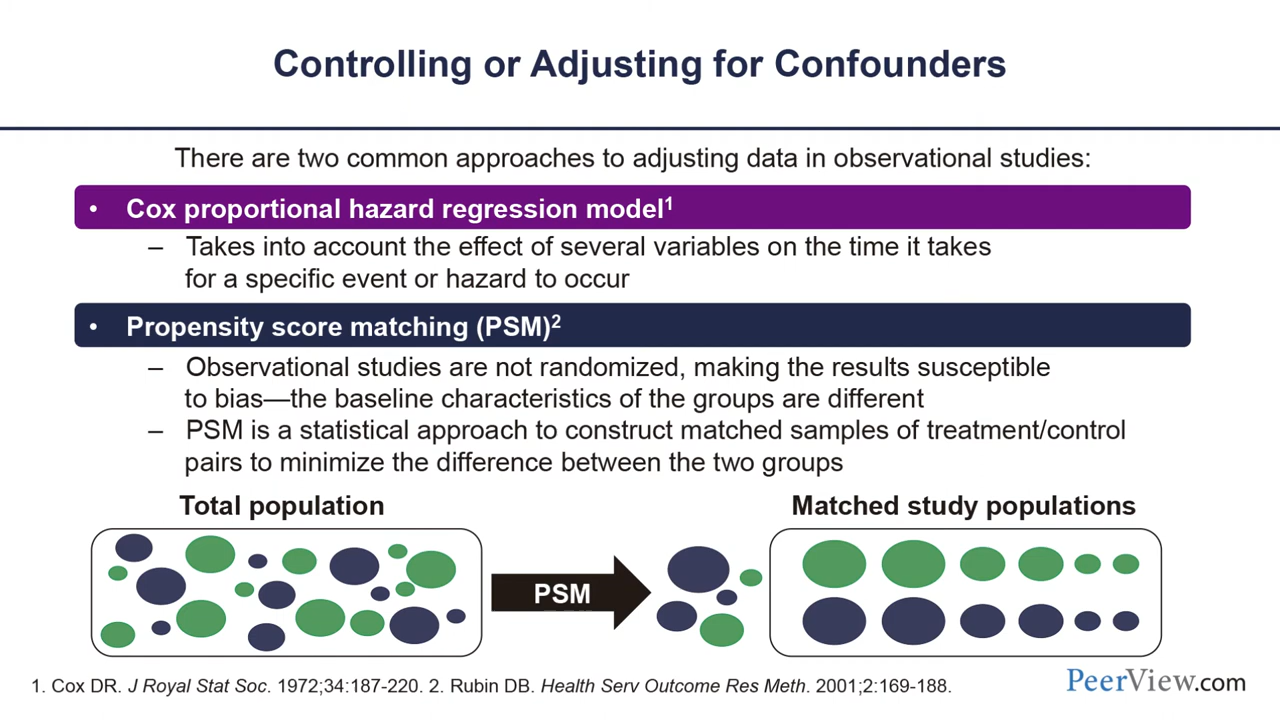 Controlling or Adjusting for Confounders
There are two common approaches to adjusting data in observational studies:
• Cox proportional hazard regression model¹
– Takes into account the effect of several variables on the time it takes
for a specific event or hazard to occur
• Propensity score matching (PSM)²
– Observational studies are not randomized, making the results susceptible
to bias—the baseline characteristics of the groups are different
– PSM is a statistical approach to construct matched samples of treatment/control
pairs to minimize the difference between the two groups
Total population
Matched study populations
PSM
1. Cox DR. J Royal Stat Soc. 1972;34:187-220. 2. Rubin DB. Health Serv Outcome Res Meth. 2001;2:169-188.
PeerView.com